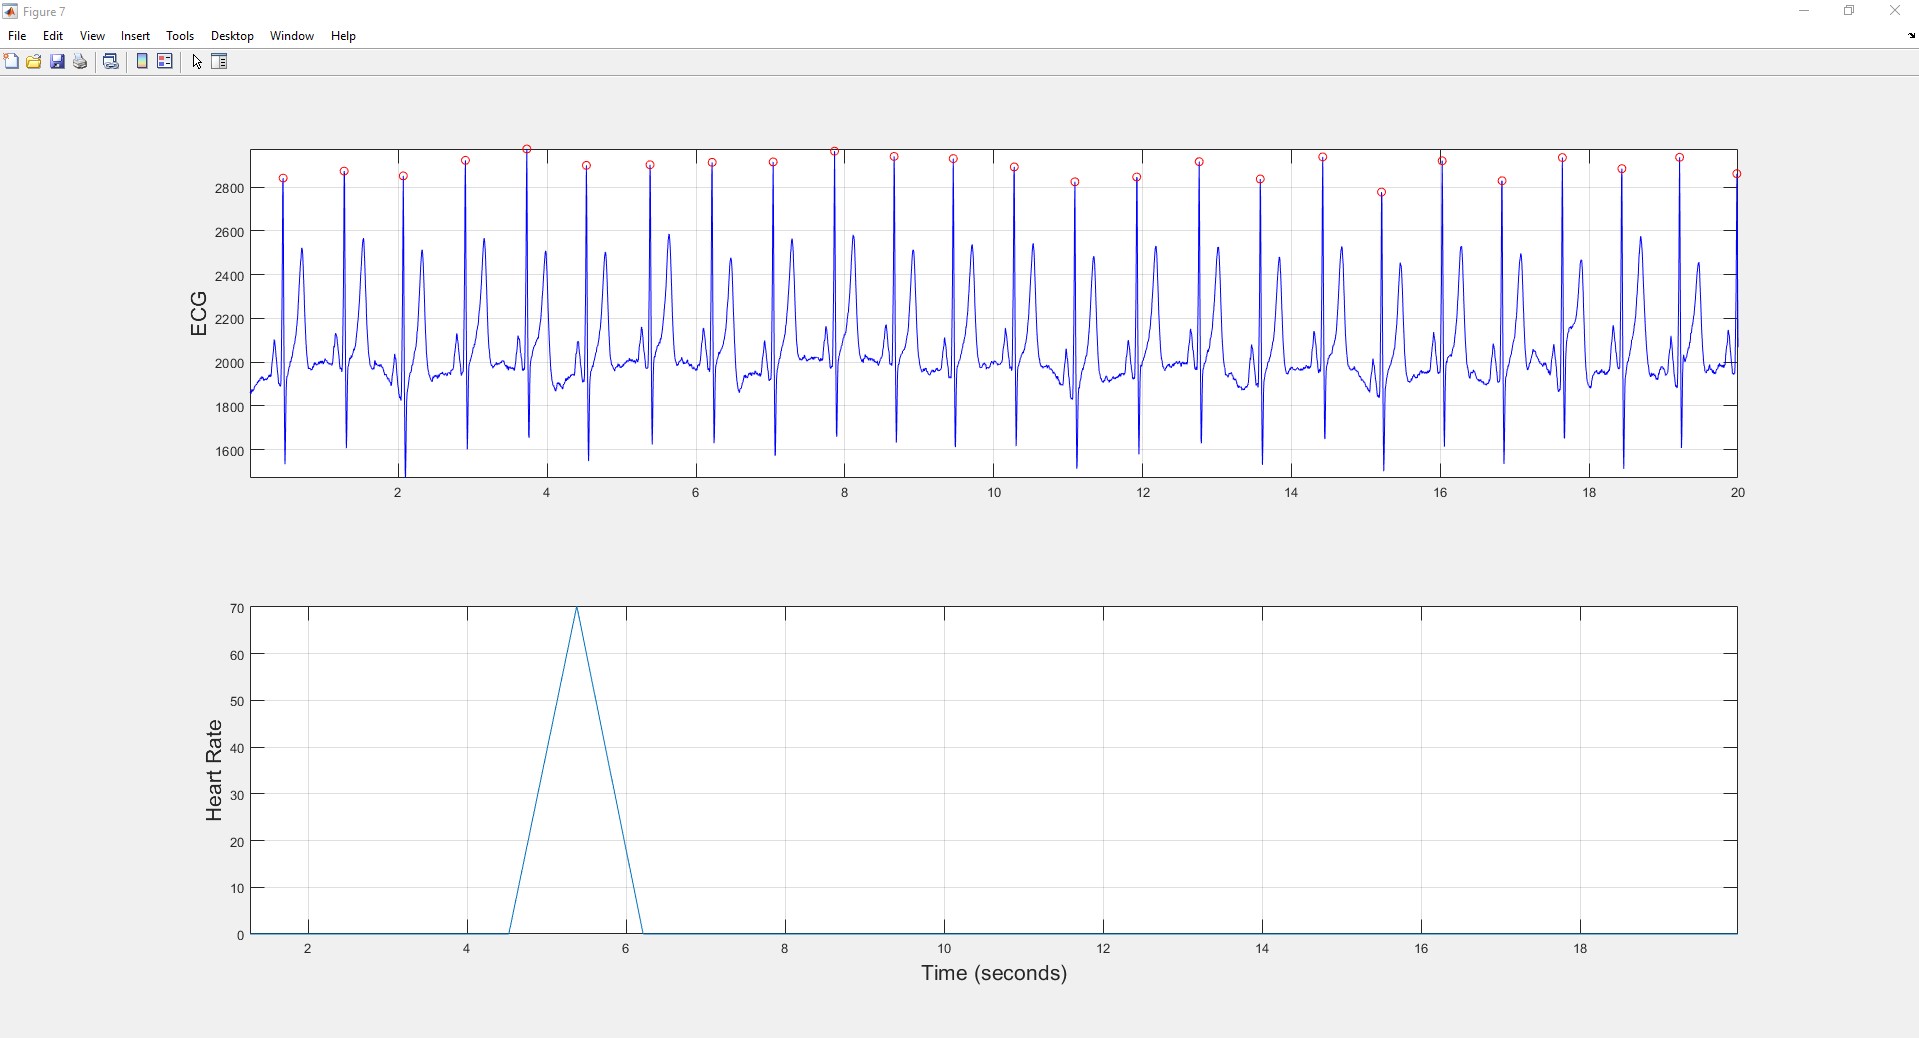 Figure 7
File Edit View Insert Tools Desktop Window Help
ECG
2800
2600
2400
2200
2000
1800
1600
2 4 6 8 10 12 14 16 18 20
Heart Rate
70
60
50
40
30
20
10
0
2 4 6 8 10 12 14 16 18
Time (seconds)